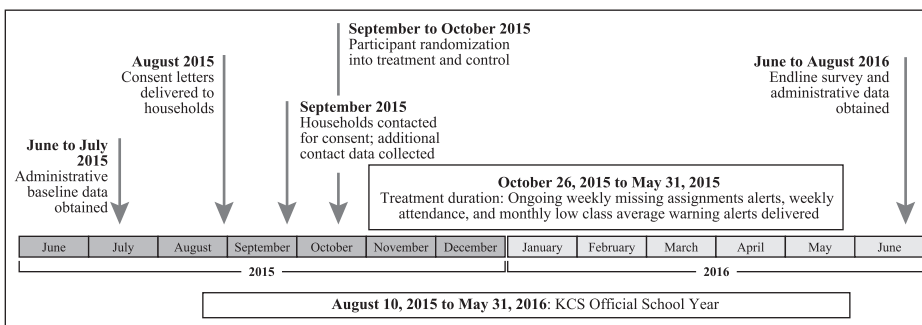 September to October 2015
Participant randomization
into treatment and control
August 2015
Consent letters
delivered to
households
June to August 2016
Endline survey and
administrative data
obtained
September 2015
Households contacted
for consent; additional
contact data collected
June to July
2015
Administrative
baseline data
obtained
October 26, 2015 to May 31, 2015
Treatment duration: Ongoing weekly missing assignments alerts, weekly
attendance, and monthly low class average warning alerts delivered
June July August September October November December January February March April May June
2015 2016
August 10, 2015 to May 31, 2016: KCS Official School Year